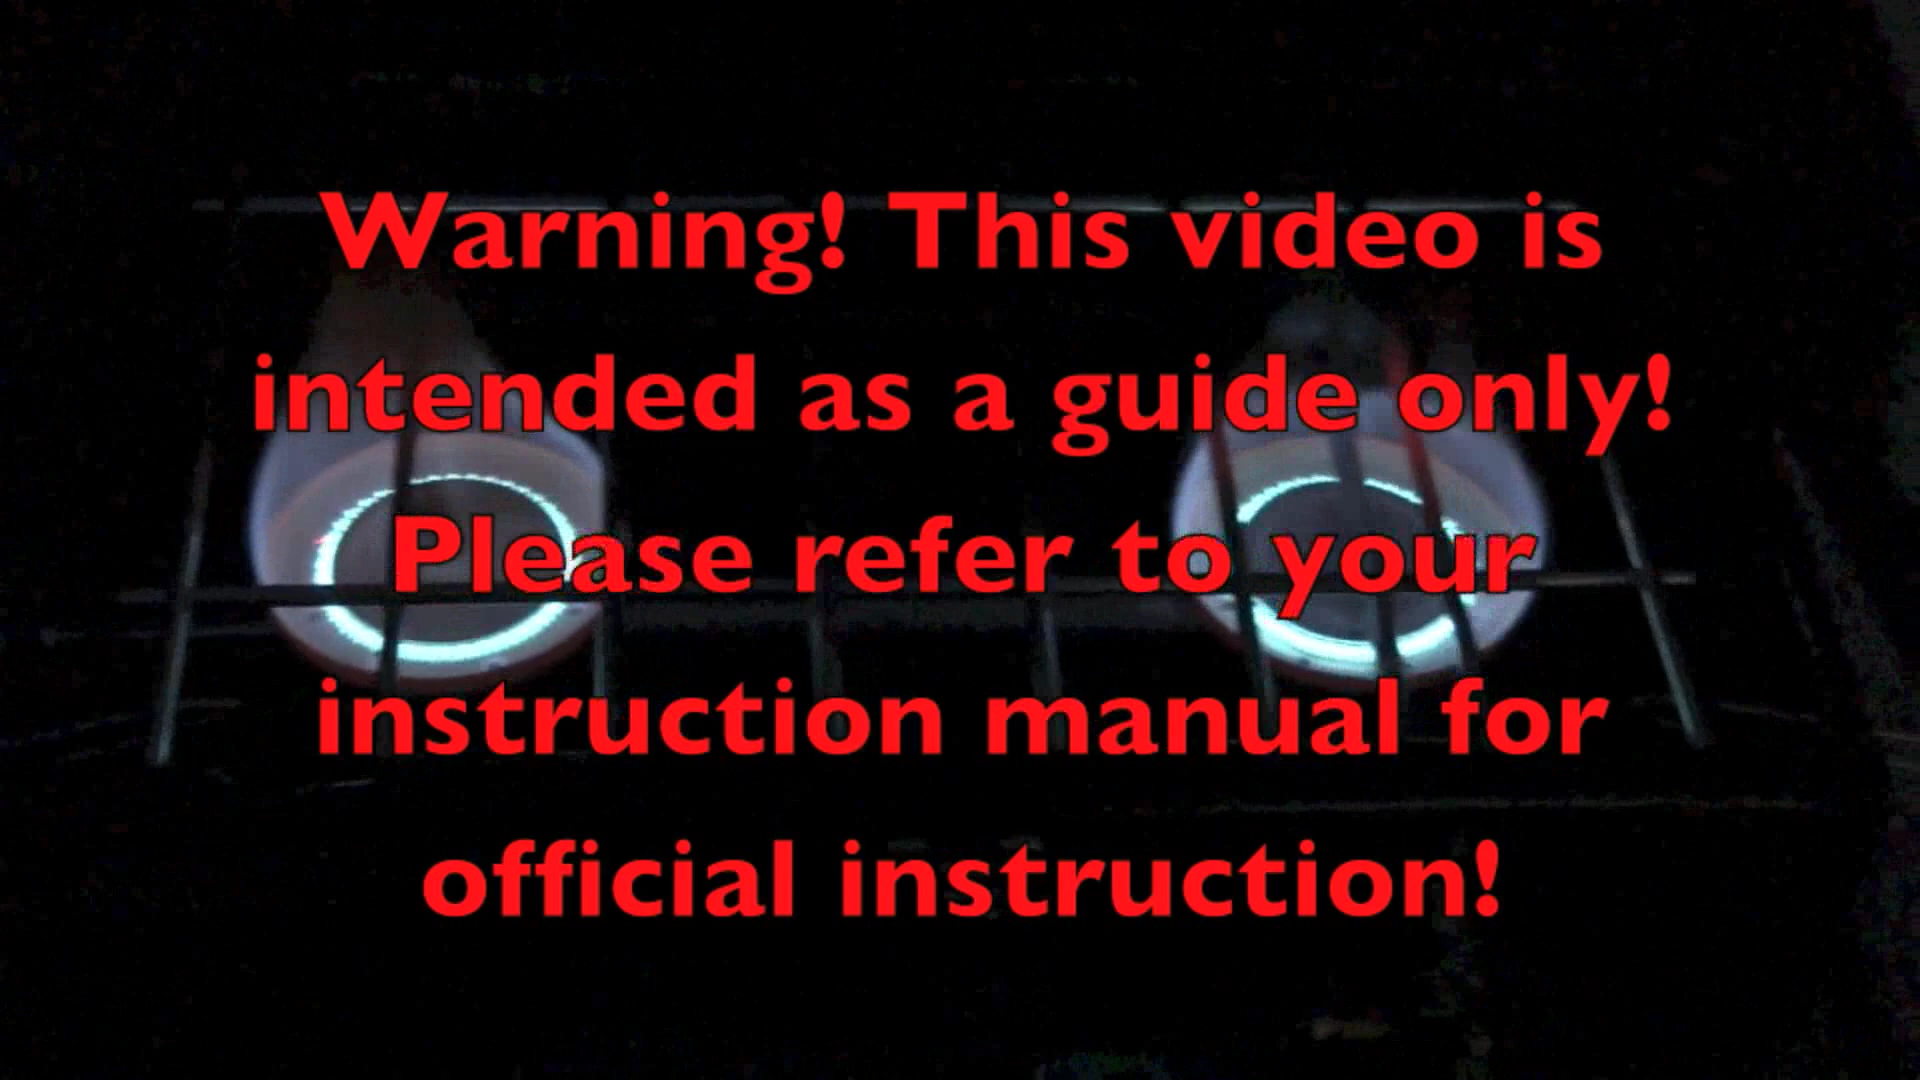 Warning! This video is
intended as a guide only!
Please refer to your
instruction manual for
official instruction!